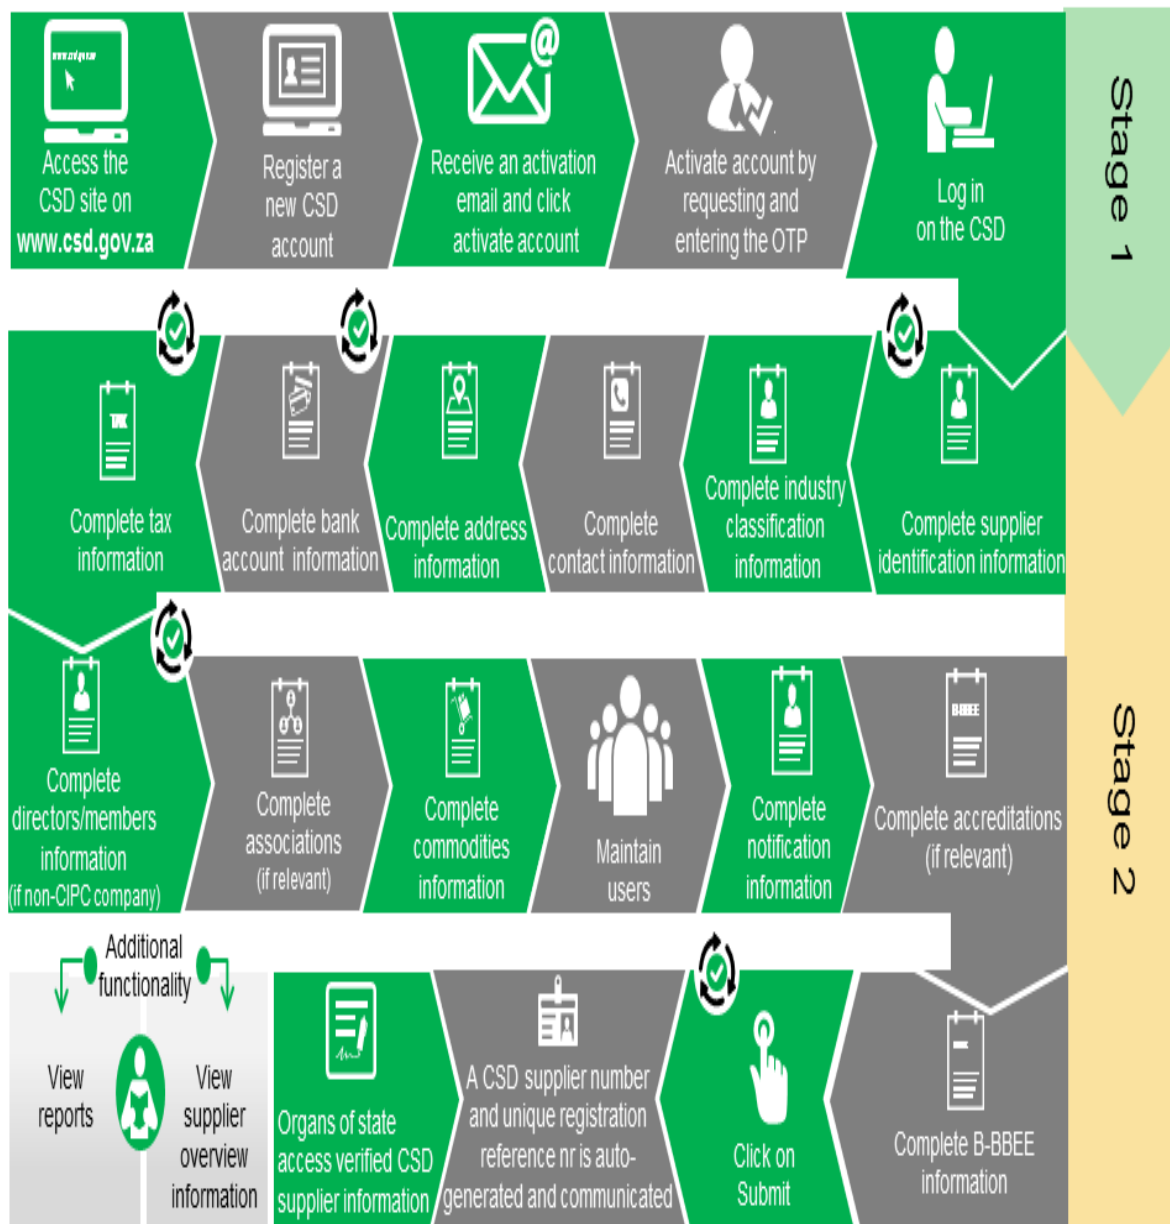 Access the
CSD site on
www.csd.gov.za
Register a
new CSD
account
@
Receive an activation
email and click
activate account
Activate account by
requesting and
entering the OTP
Log in
on the CSD
Stage 1
Complete supplier
identification information
Complete industry
classification
information
Complete
contact information
Complete address
information
Complete bank
account information
TAX
Complete tax
information
Complete
directors/members
information
(if non-CIPC company)
Complete
associations
(if relevant)
Complete
commodities
information
Maintain
users
Complete
notification
information
B-BBEE
Complete accreditations
(if relevant)
Stage 2
Complete B-BBEE
information
Click on
Submit
A CSD supplier number
and unique registration
reference nr is auto-
generated and communicated
Organs of state
access verified CSD
supplier information
Additional
functionality
View
reports
View
supplier
overview
information